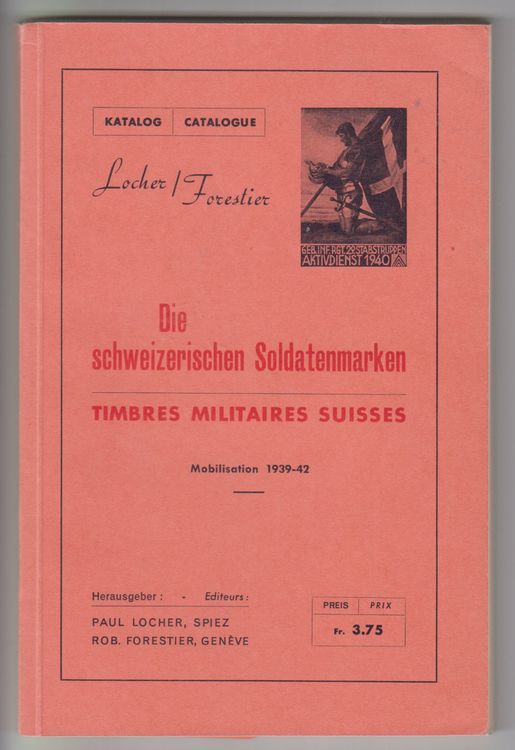 KATALOG CATALOGUE
Locher / Forestier
GEB.INF.RGT.20 STABSTRUPPEN
AKTIVDIENST 1940
Die
schweizerischen Soldatenmarken
TIMBRES MILITAIRES SUISSES
Mobilisation 1939-42
Herausgeber : - Editeurs :
PAUL LOCHER, SPIEZ
ROB. FORESTIER, GENÈVE
PREIS PRIX
Fr. 3.75